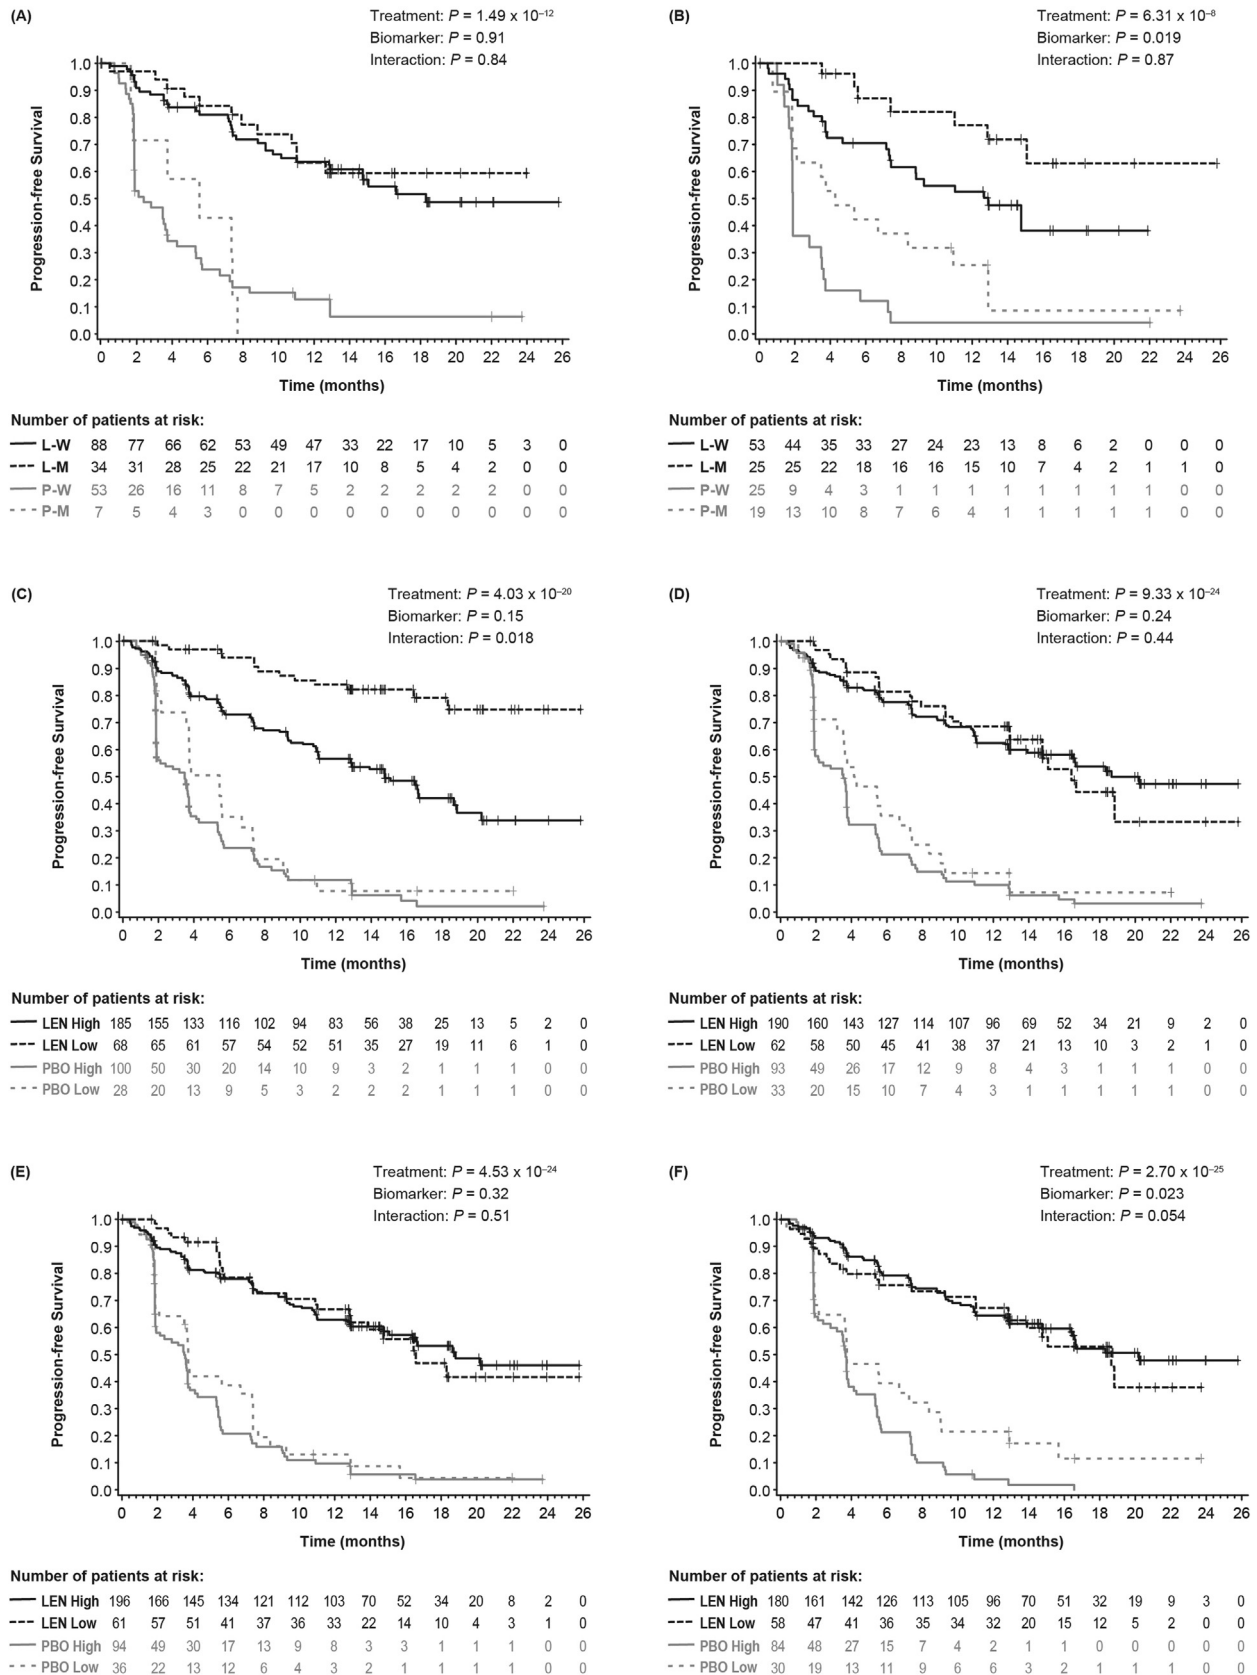 (A)
Treatment: P = 1.49 x 10–12
Biomarker: P = 0.91
Interaction: P = 0.84
Progression-free Survival
1.0
0.9
0.8
0.7
0.6
0.5
0.4
0.3
0.2
0.1
0.0
0 2 4 6 8 10 12 14 16 18 20 22 24 26
Time (months)
Number of patients at risk:
L-W 88 77 66 62 53 49 47 33 22 17 10 5 3 0
L-M 34 31 28 25 22 21 17 10 8 5 4 2 0 0
P-W 53 26 16 11 8 7 5 2 2 2 2 2 0 0
P-M 7 5 4 3 0 0 0 0 0 0 0 0 0 0
(B)
Treatment: P = 6.31 x 10–8
Biomarker: P = 0.019
Interaction: P = 0.87
Progression-free Survival
1.0
0.9
0.8
0.7
0.6
0.5
0.4
0.3
0.2
0.1
0.0
0 2 4 6 8 10 12 14 16 18 20 22 24 26
Time (months)
Number of patients at risk:
L-W 53 44 35 33 27 24 23 13 8 6 2 0 0 0
L-M 25 25 22 18 16 16 15 10 7 4 2 1 1 0
P-W 25 9 4 3 1 1 1 1 1 1 1 1 0 0
P-M 19 13 10 8 7 6 4 1 1 1 1 1 0 0
(C)
Treatment: P = 4.03 x 10–20
Biomarker: P = 0.15
Interaction: P = 0.018
Progression-free Survival
1.0
0.9
0.8
0.7
0.6
0.5
0.4
0.3
0.2
0.1
0.0
0 2 4 6 8 10 12 14 16 18 20 22 24 26
Time (months)
Number of patients at risk:
LEN High 185 155 133 116 102 94 83 56 38 25 13 5 2 0
LEN Low 68 65 61 57 54 52 51 35 27 19 11 6 1 0
PBO High 100 50 30 20 14 10 9 3 2 1 1 1 0 0
PBO Low 28 20 13 9 5 3 2 2 2 1 1 1 0 0
(D)
Treatment: P = 9.33 x 10–24
Biomarker: P = 0.24
Interaction: P = 0.44
Progression-free Survival
1.0
0.9
0.8
0.7
0.6
0.5
0.4
0.3
0.2
0.1
0.0
0 2 4 6 8 10 12 14 16 18 20 22 24 26
Time (months)
Number of patients at risk:
LEN High 190 160 143 127 114 107 96 69 52 34 21 9 2 0
LEN Low 62 58 50 45 41 38 37 21 13 10 3 2 1 0
PBO High 93 49 26 17 12 9 8 4 3 1 1 1 0 0
PBO Low 33 20 15 10 7 4 3 1 1 1 1 1 0 0
(E)
Treatment: P = 4.53 x 10–24
Biomarker: P = 0.32
Interaction: P = 0.51
Progression-free Survival
1.0
0.9
0.8
0.7
0.6
0.5
0.4
0.3
0.2
0.1
0.0
0 2 4 6 8 10 12 14 16 18 20 22 24 26
Time (months)
Number of patients at risk:
LEN High 196 166 145 134 121 112 103 70 52 34 20 8 2 0
LEN Low 61 57 51 41 37 36 33 22 14 10 4 3 1 0
PBO High 94 49 30 17 13 9 8 3 3 1 1 1 0 0
PBO Low 36 22 13 12 6 4 3 2 1 1 1 1 0 0
(F)
Treatment: P = 2.70 x 10–25
Biomarker: P = 0.023
Interaction: P = 0.054
Progression-free Survival
1.0
0.9
0.8
0.7
0.6
0.5
0.4
0.3
0.2
0.1
0.0
0 2 4 6 8 10 12 14 16 18 20 22 24 26
Time (months)
Number of patients at risk:
LEN High 180 161 142 126 113 105 96 70 51 32 19 9 3 0
LEN Low 58 47 41 36 35 34 32 20 15 12 5 2 0 0
PBO High 84 48 27 15 7 4 2 1 1 0 0 0 0 0
PBO Low 30 19 13 11 9 6 6 3 2 1 1 1 0 0